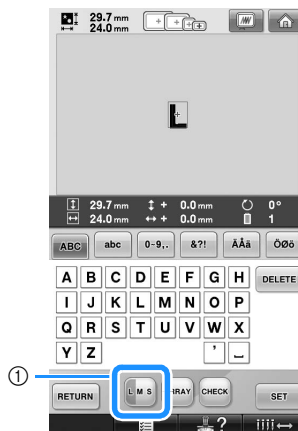 29.7 mm
24.0 mm
L
29.7 mm 0.0 mm 0°
24.0 mm 0.0 mm 1
ABC abc 0~9,. &?! ÄÅä ÖØö
A B C D E F G H DELETE
I J K L M N O P
Q R S T U V W X
Y Z ' _
①
RETURN L M S RRAY CHECK SET
?